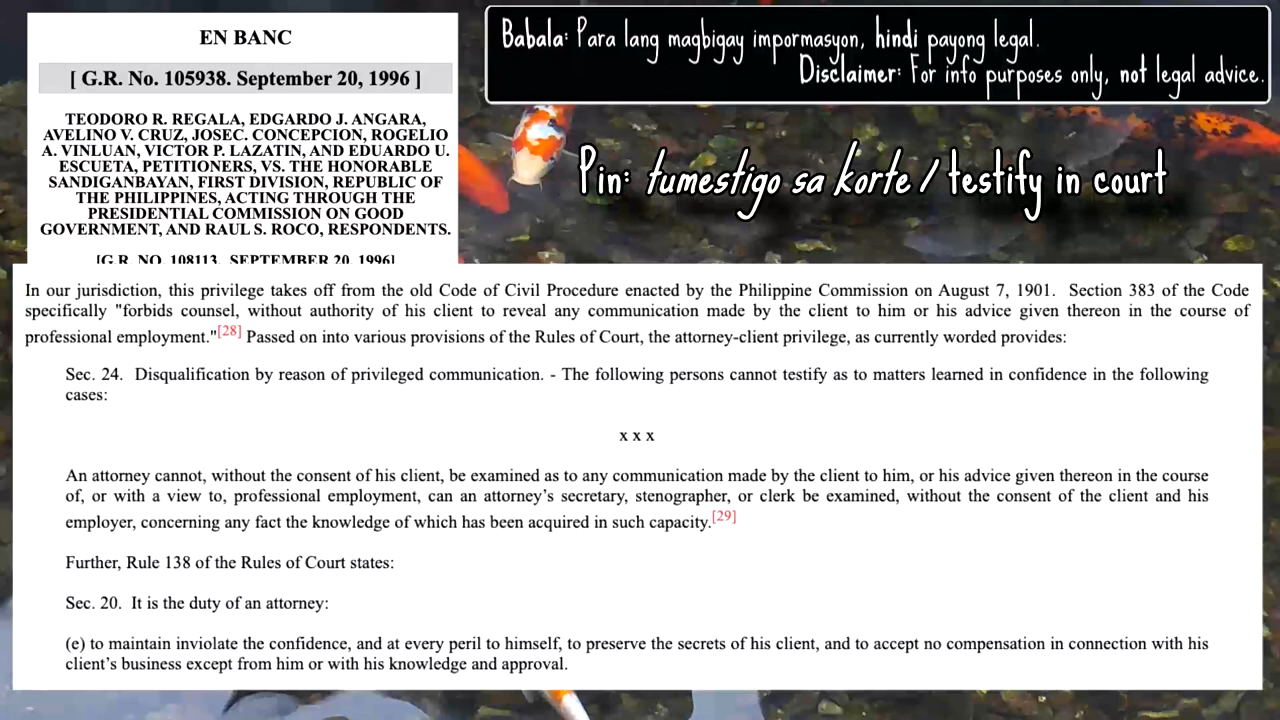 EN BANC
[ G.R. No. 105938. September 20, 1996 ]
TEODORO R. REGALA, EDGARDO J. ANGARA,
AVELINO V. CRUZ, JOSEC. CONCEPCION, ROGELIO
A. VINLUAN, VICTOR P. LAZATIN, AND EDUARDO U.
ESCUETA, PETITIONERS, VS. THE HONORABLE
SANDIGANBAYAN, FIRST DIVISION, REPUBLIC OF
THE PHILIPPINES, ACTING THROUGH THE
PRESIDENTIAL COMMISSION ON GOOD
GOVERNMENT, AND RAUL S. ROCO, RESPONDENTS.
[G.R. NO. 108113. SEPTEMBER 20, 1996]
Babala: Para lang magbigay impormasyon, hindi payong legal.
Disclaimer: For info purposes only, not legal advice.
Pin: tumestigo sa korte / testify in court
In our jurisdiction, this privilege takes off from the old Code of Civil Procedure enacted by the Philippine Commission on August 7, 1901. Section 383 of the Code
specifically "forbids counsel, without authority of his client to reveal any communication made by the client to him or his advice given thereon in the course of
professional employment."[28] Passed on into various provisions of the Rules of Court, the attorney-client privilege, as currently worded provides:
Sec. 24. Disqualification by reason of privileged communication. - The following persons cannot testify as to matters learned in confidence in the following
cases:
x x x
An attorney cannot, without the consent of his client, be examined as to any communication made by the client to him, or his advice given thereon in the course
of, or with a view to, professional employment, can an attorney's secretary, stenographer, or clerk be examined, without the consent of the client and his
employer, concerning any fact the knowledge of which has been acquired in such capacity.[29]
Further, Rule 138 of the Rules of Court states:
Sec. 20. It is the duty of an attorney:
(e) to maintain inviolate the confidence, and at every peril to himself, to preserve the secrets of his client, and to accept no compensation in connection with his
client's business except from him or with his knowledge and approval.